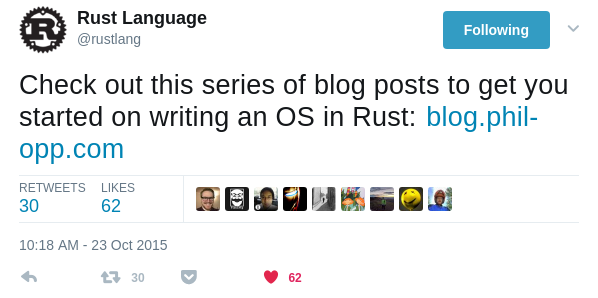 Rust Language
@rustlang
Following
Check out this series of blog posts to get you
started on writing an OS in Rust: blog.phil-
opp.com
RETWEETS LIKES
30 62
10:18 AM - 23 Oct 2015
30 62